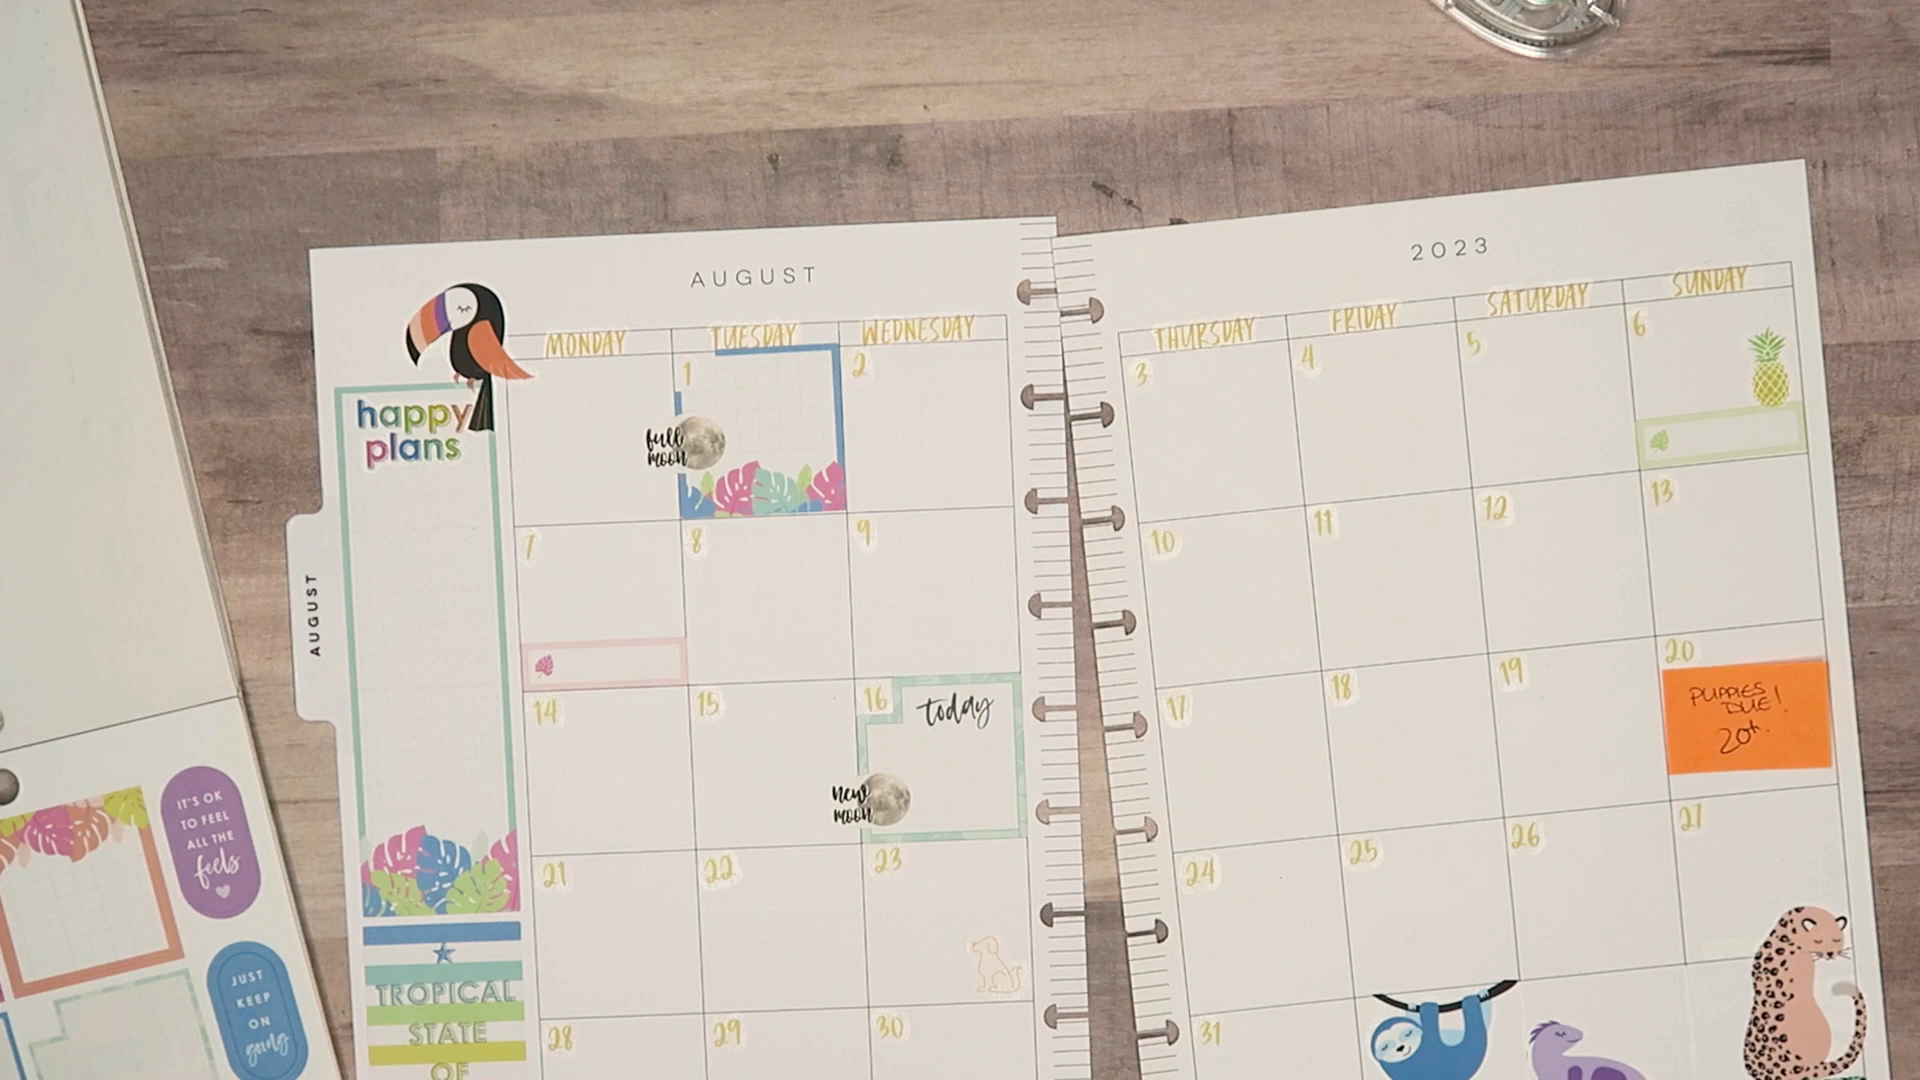 AUGUST
2023
MONDAY
TUESDAY
WEDNESDAY
THURSDAY
FRIDAY
SATURDAY
SUNDAY
happy
plans
1
full
moon
2
3
4
5
6
7
8
9
10
11
12
13
AUGUST
14
15
16
today
new
moon
17
18
19
20
PUPPIES
DUE!
20th.
21
22
23
24
25
26
27
28
29
30
31
TROPICAL
STATE
OF
IT'S OK
TO FEEL
ALL THE
feels
JUST
KEEP
ON
going